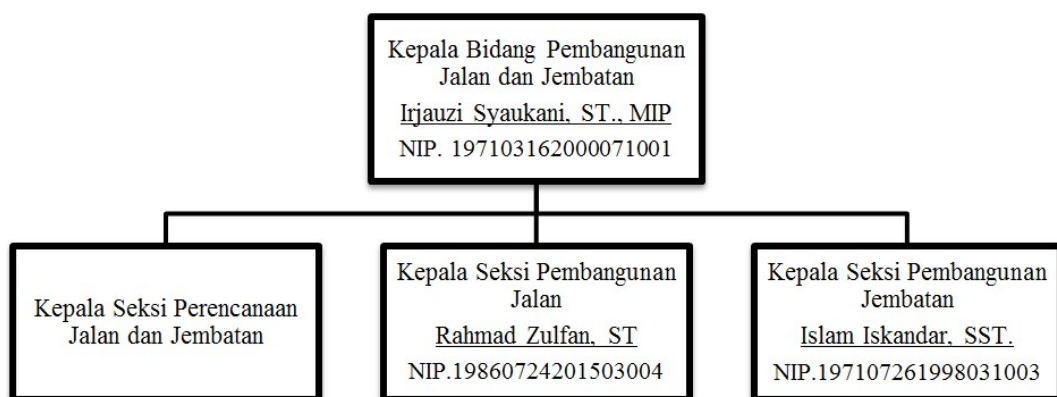 Kepala Bidang Pembangunan
Jalan dan Jembatan
Irjauzi Syaukani, ST., MIP
NIP. 197103162000071001
Kepala Seksi Perencanaan
Jalan dan Jembatan
Kepala Seksi Pembangunan
Jalan
Rahmad Zulfan, ST
NIP.19860724201503004
Kepala Seksi Pembangunan
Jembatan
Islam Iskandar, SST.
NIP.197107261998031003